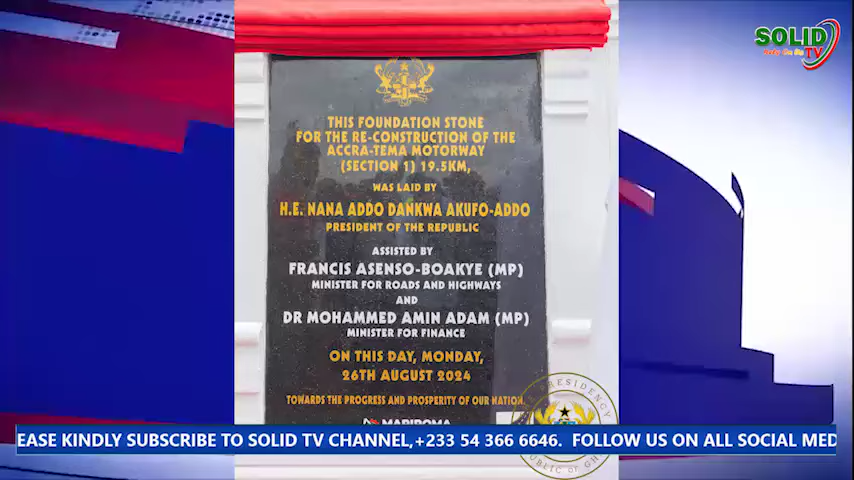 SOLID
TV
THIS FOUNDATION STONE
FOR THE RE-CONSTRUCTION OF THE
ACCRA-TEMA MOTORWAY
(SECTION 1) 19.5KM,
WAS LAID BY
H.E. NANA ADDO DANKWA AKUFO-ADDO
PRESIDENT OF THE REPUBLIC
ASSISTED BY
FRANCIS ASENSO-BOAKYE (MP)
MINISTER FOR ROADS AND HIGHWAYS
AND
DR MOHAMMED AMIN ADAM (MP)
MINISTER FOR FINANCE
ON THIS DAY, MONDAY,
26TH AUGUST 2024
TOWARDS THE PROGRESS AND PROSPERITY OF OUR NATION.
PRESIDENCY
EASE KINDLY SUBSCRIBE TO SOLID TV CHANNEL,+233 54 366 6646. FOLLOW US ON ALL SOCIAL MED